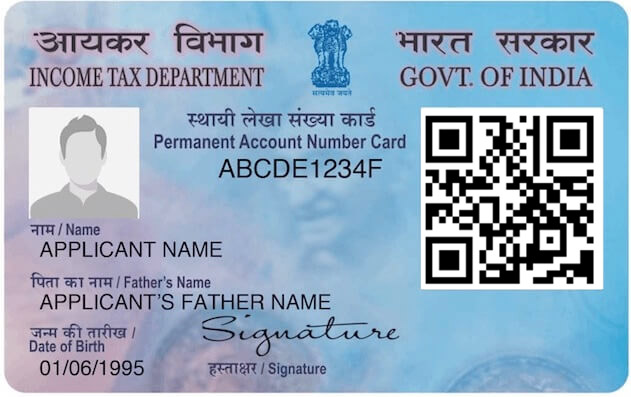 आयकर विभाग
INCOME TAX DEPARTMENT
सत्यमेव जयते
भारत सरकार
GOVT. OF INDIA
स्थायी लेखा संख्या कार्ड
Permanent Account Number Card
ABCDE1234F
नाम / Name
APPLICANT NAME
पिता का नाम / Father's Name
APPLICANT'S FATHER NAME
जन्म की तारीख /
Date of Birth
01/06/1995
Signature
हस्ताक्षर / Signature